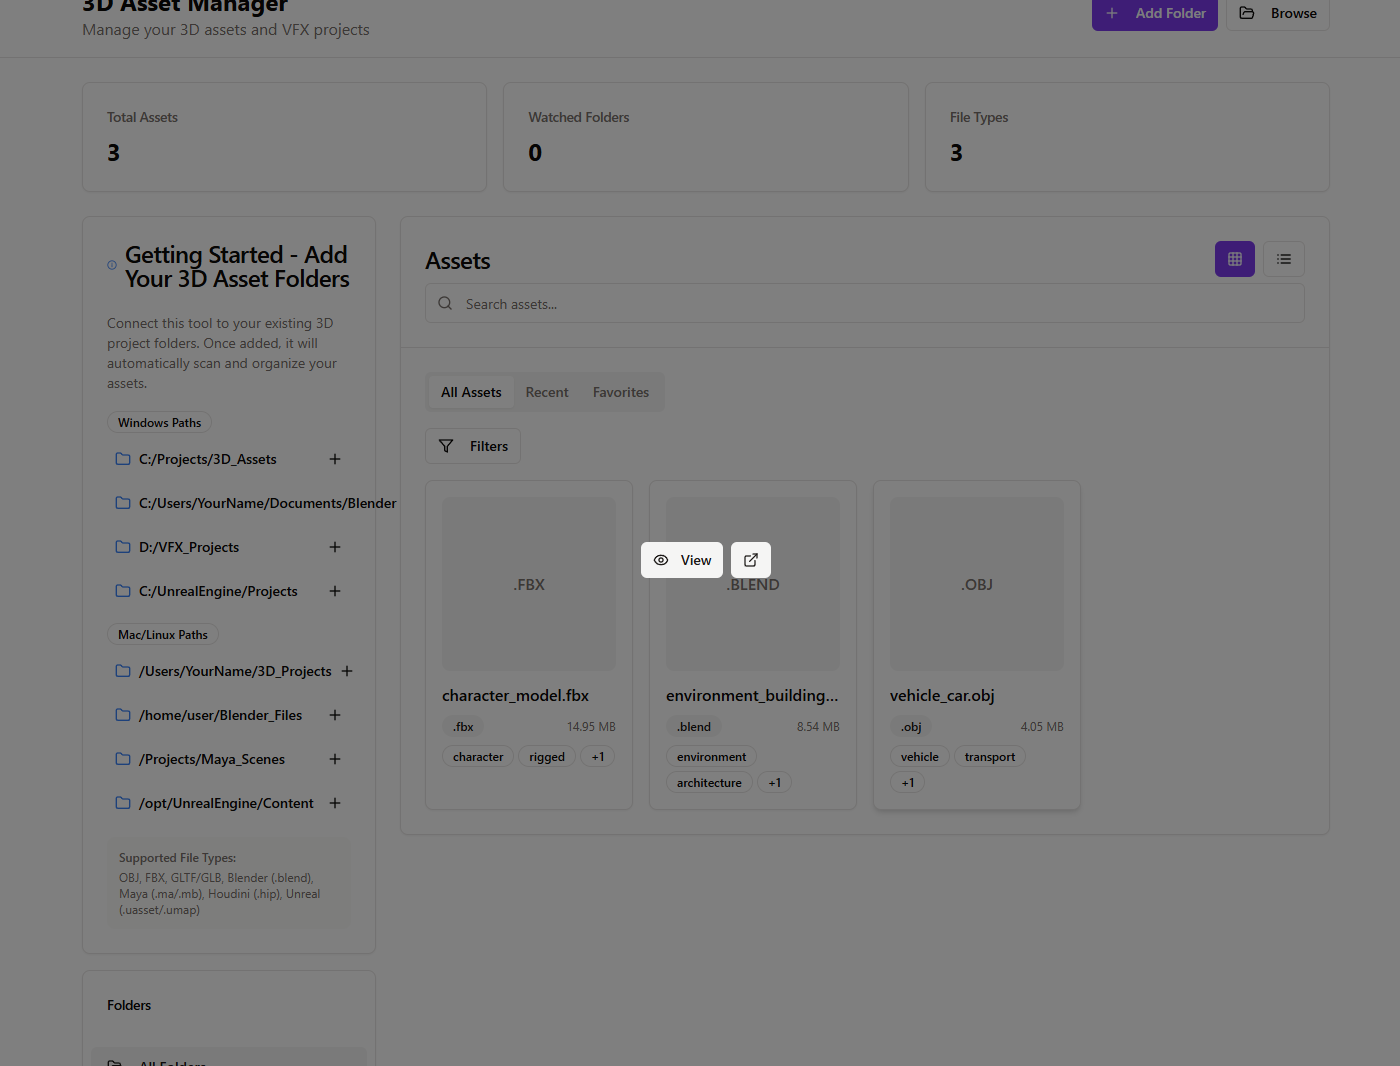 3D Asset Manager
Manage your 3D assets and VFX projects
Add Folder
Browse
Total Assets
3
Watched Folders
0
File Types
3
Getting Started - Add
Your 3D Asset Folders
Connect this tool to your existing 3D
project folders. Once added, it will
automatically scan and organize your
assets.
Windows Paths
C:/Projects/3D_Assets
C:/Users/YourName/Documents/Blender
D:/VFX_Projects
C:/UnrealEngine/Projects
Mac/Linux Paths
/Users/YourName/3D_Projects
/home/user/Blender_Files
/Projects/Maya_Scenes
/opt/UnrealEngine/Content
Supported File Types:
OBJ, FBX, GLTF/GLB, Blender (.blend),
Maya (.ma/.mb), Houdini (.hip), Unreal
(.uasset/.umap)
Folders
All Folders
Assets
Search assets...
All Assets
Recent
Favorites
Filters
View
.FBX
character_model.fbx
.fbx
14.95 MB
character
rigged
+1
.BLEND
environment_building...
.blend
8.54 MB
environment
architecture
+1
.OBJ
vehicle_car.obj
.obj
4.05 MB
vehicle
transport
+1